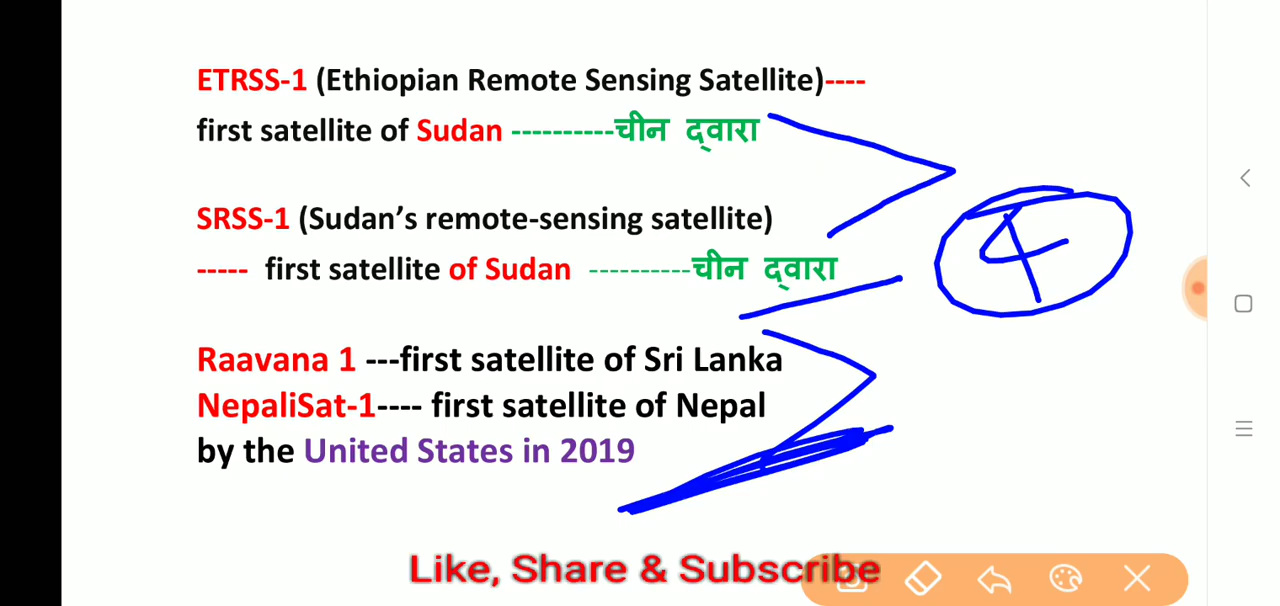 ETRSS-1 (Ethiopian Remote Sensing Satellite)----
first satellite of Sudan ----------चीन द्वारा
SRSS-1 (Sudan’s remote-sensing satellite)
----- first satellite of Sudan ----------चीन द्वारा
4
Raavana 1 ---first satellite of Sri Lanka
NepaliSat-1---- first satellite of Nepal
by the United States in 2019
Like, Share & Subscribe